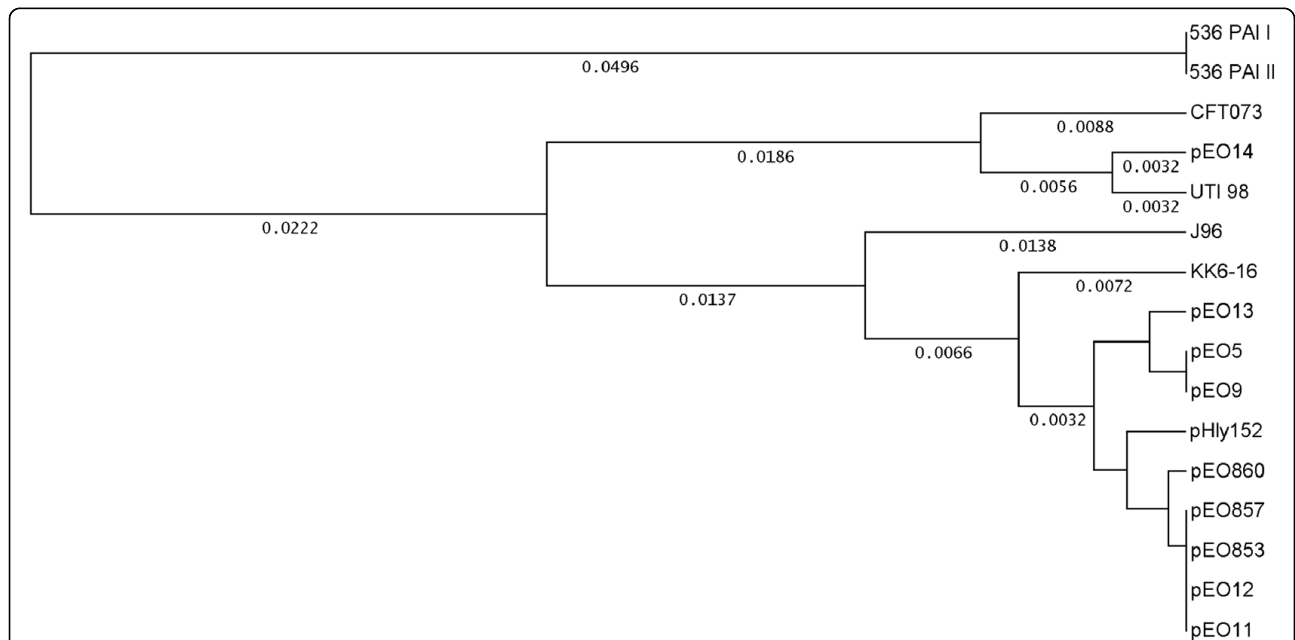 536 PAI I
0.0496
536 PAI II
CFT073
0.0088
pEO14
0.0186
0.0032
0.0056
UTI 98
0.0032
0.0222
J96
0.0138
KK6-16
0.0072
0.0137
pEO13
pEO5
0.0066
pEO9
0.0032
pHly152
pEO860
pEO857
pEO853
pEO12
pEO11